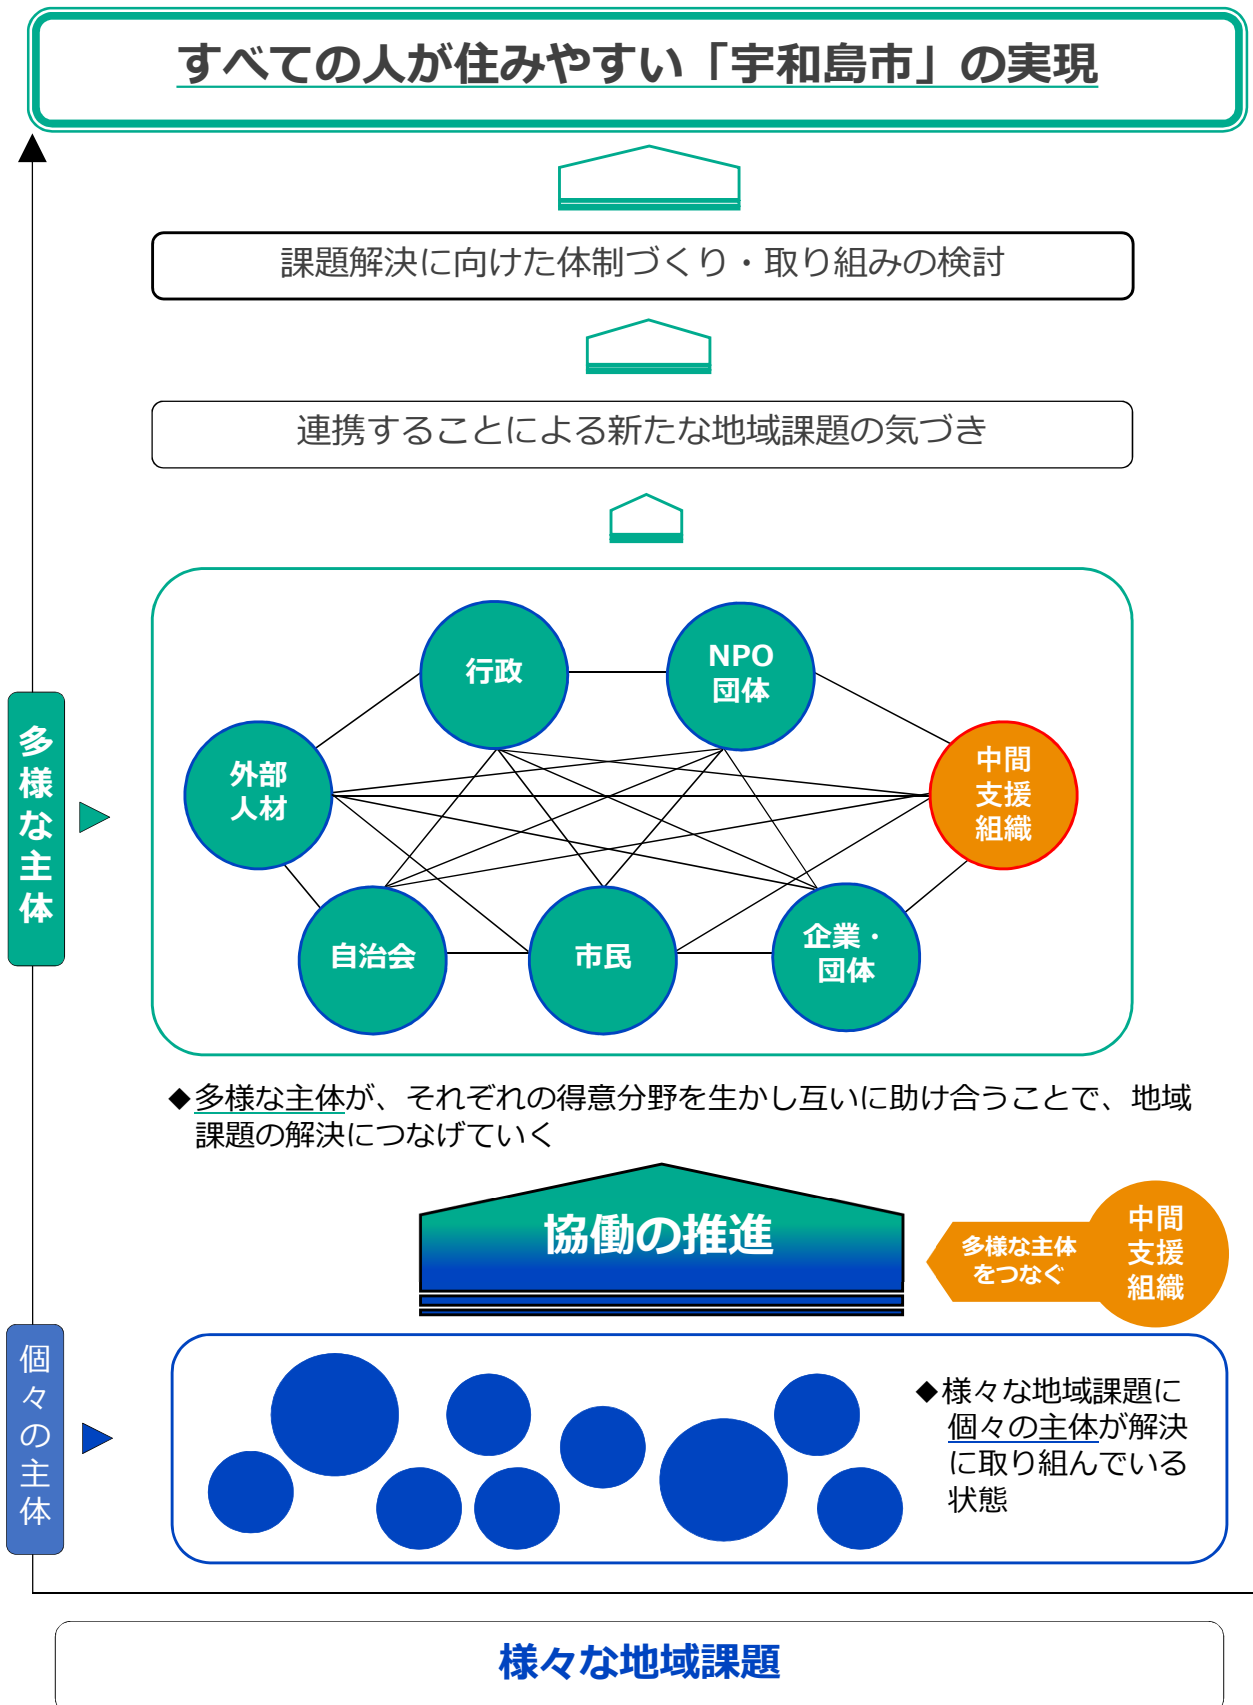 すべての人が住みやすい「宇和島市」の実現
課題解決に向けた体制づくり・取り組みの検討
連携することによる新たな地域課題の気づき
多様な主体
行政
NPO
団体
外部
人材
中間
支援
組織
自治会
市民
企業・
団体
◆多様な主体が、それぞれの得意分野を生かし互いに助け合うことで、地域
課題の解決につなげていく
協働の推進
多様な主体
をつなぐ
中間
支援
組織
個々の主体
◆様々な地域課題に
個々の主体が解決
に取り組んでいる
状態
様々な地域課題